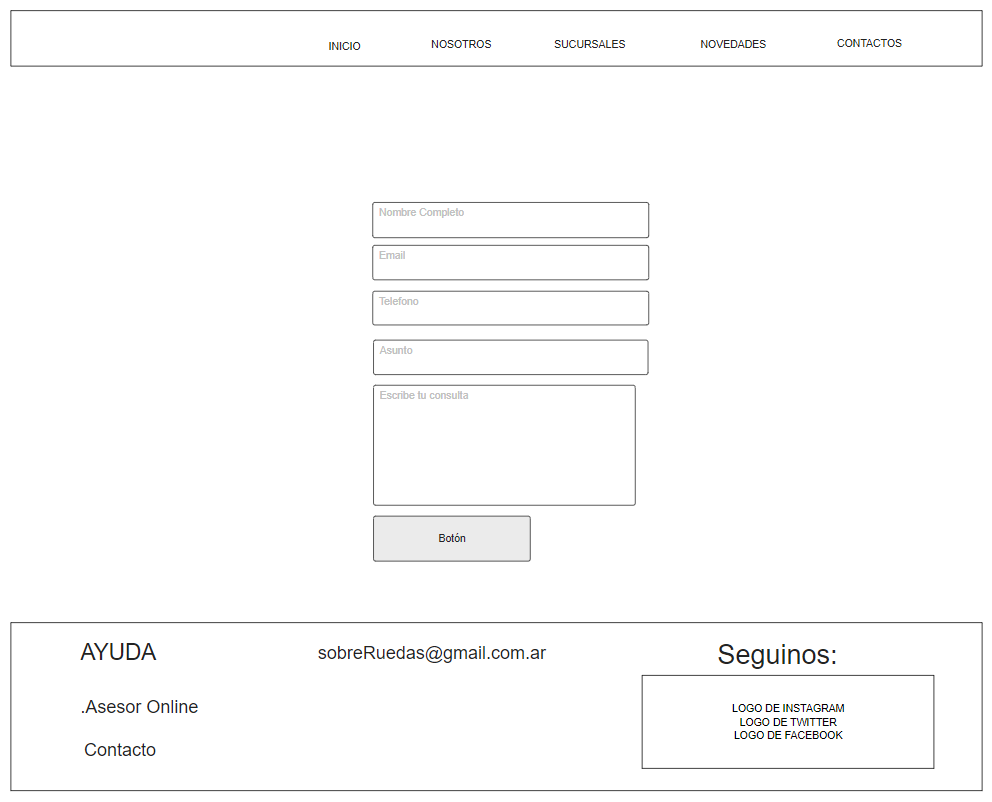 INICIO NOSOTROS SUCURSALES NOVEDADES CONTACTOS
Nombre Completo
Email
Telefono
Asunto
Escribe tu consulta
Botón
AYUDA
.Asesor Online
Contacto
sobreRuedas@gmail.com.ar
Seguinos:
LOGO DE INSTAGRAM
LOGO DE TWITTER
LOGO DE FACEBOOK